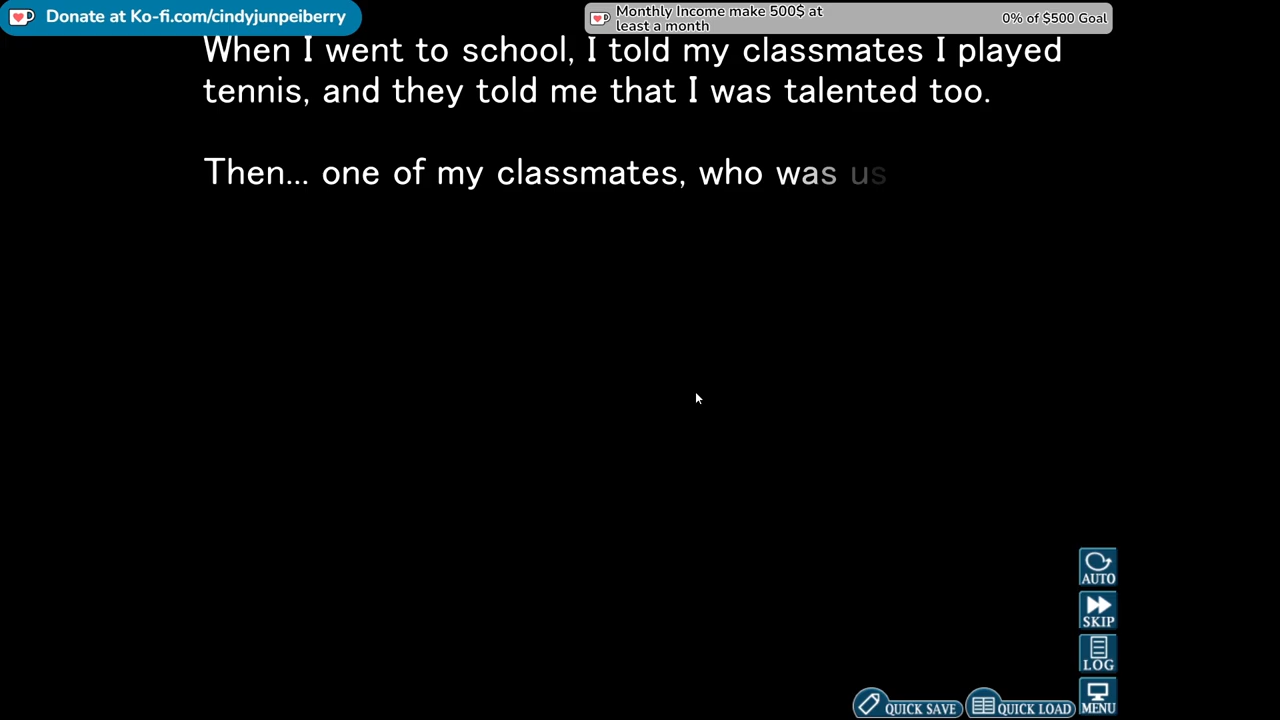 Donate at Ko-fi.com/cindyjunpeiberry
Monthly Income make 500$ at
least a month
0% of $500 Goal
When I went to school, I told my classmates I played
tennis, and they told me that I was talented too.
Then... one of my classmates, who was us
AUTO
SKIP
LOG
MENU
QUICK SAVE
QUICK LOAD